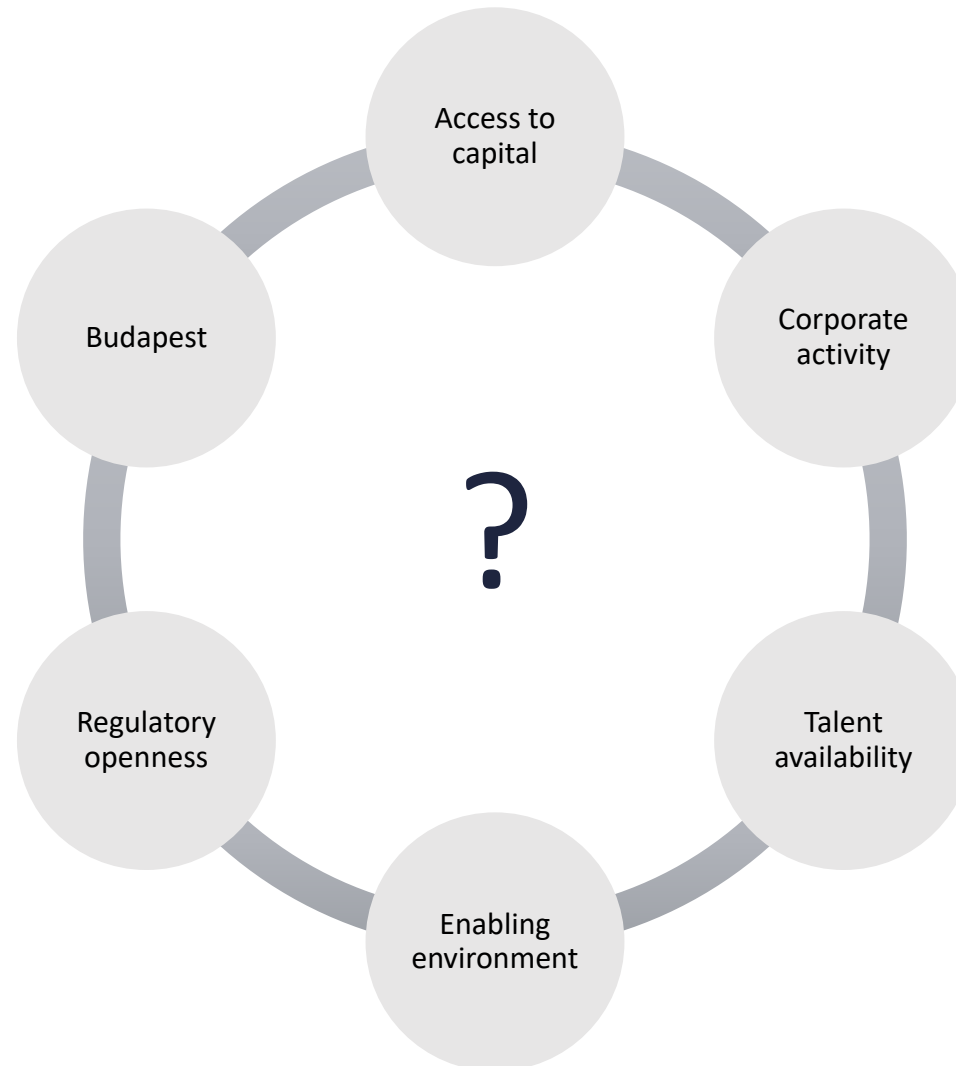 Access to
capital
Corporate
activity
Talent
availability
Enabling
environment
Regulatory
openness
Budapest
?